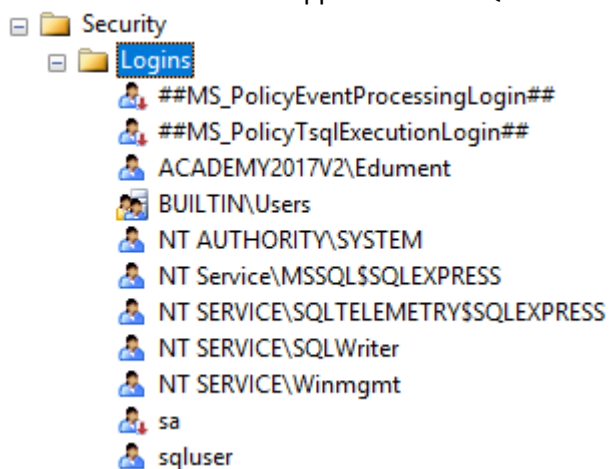 Security
Logins
##MS_PolicyEventProcessingLogin##
##MS_PolicyTsqlExecutionLogin##
ACADEMY2017V2\Edument
BUILTIN\Users
NT AUTHORITY\SYSTEM
NT Service\MSSQL$SQLEXPRESS
NT SERVICE\SQLTELEMETRY$SQLEXPRESS
NT SERVICE\SQLWriter
NT SERVICE\Winmgmt
sa
sqluser